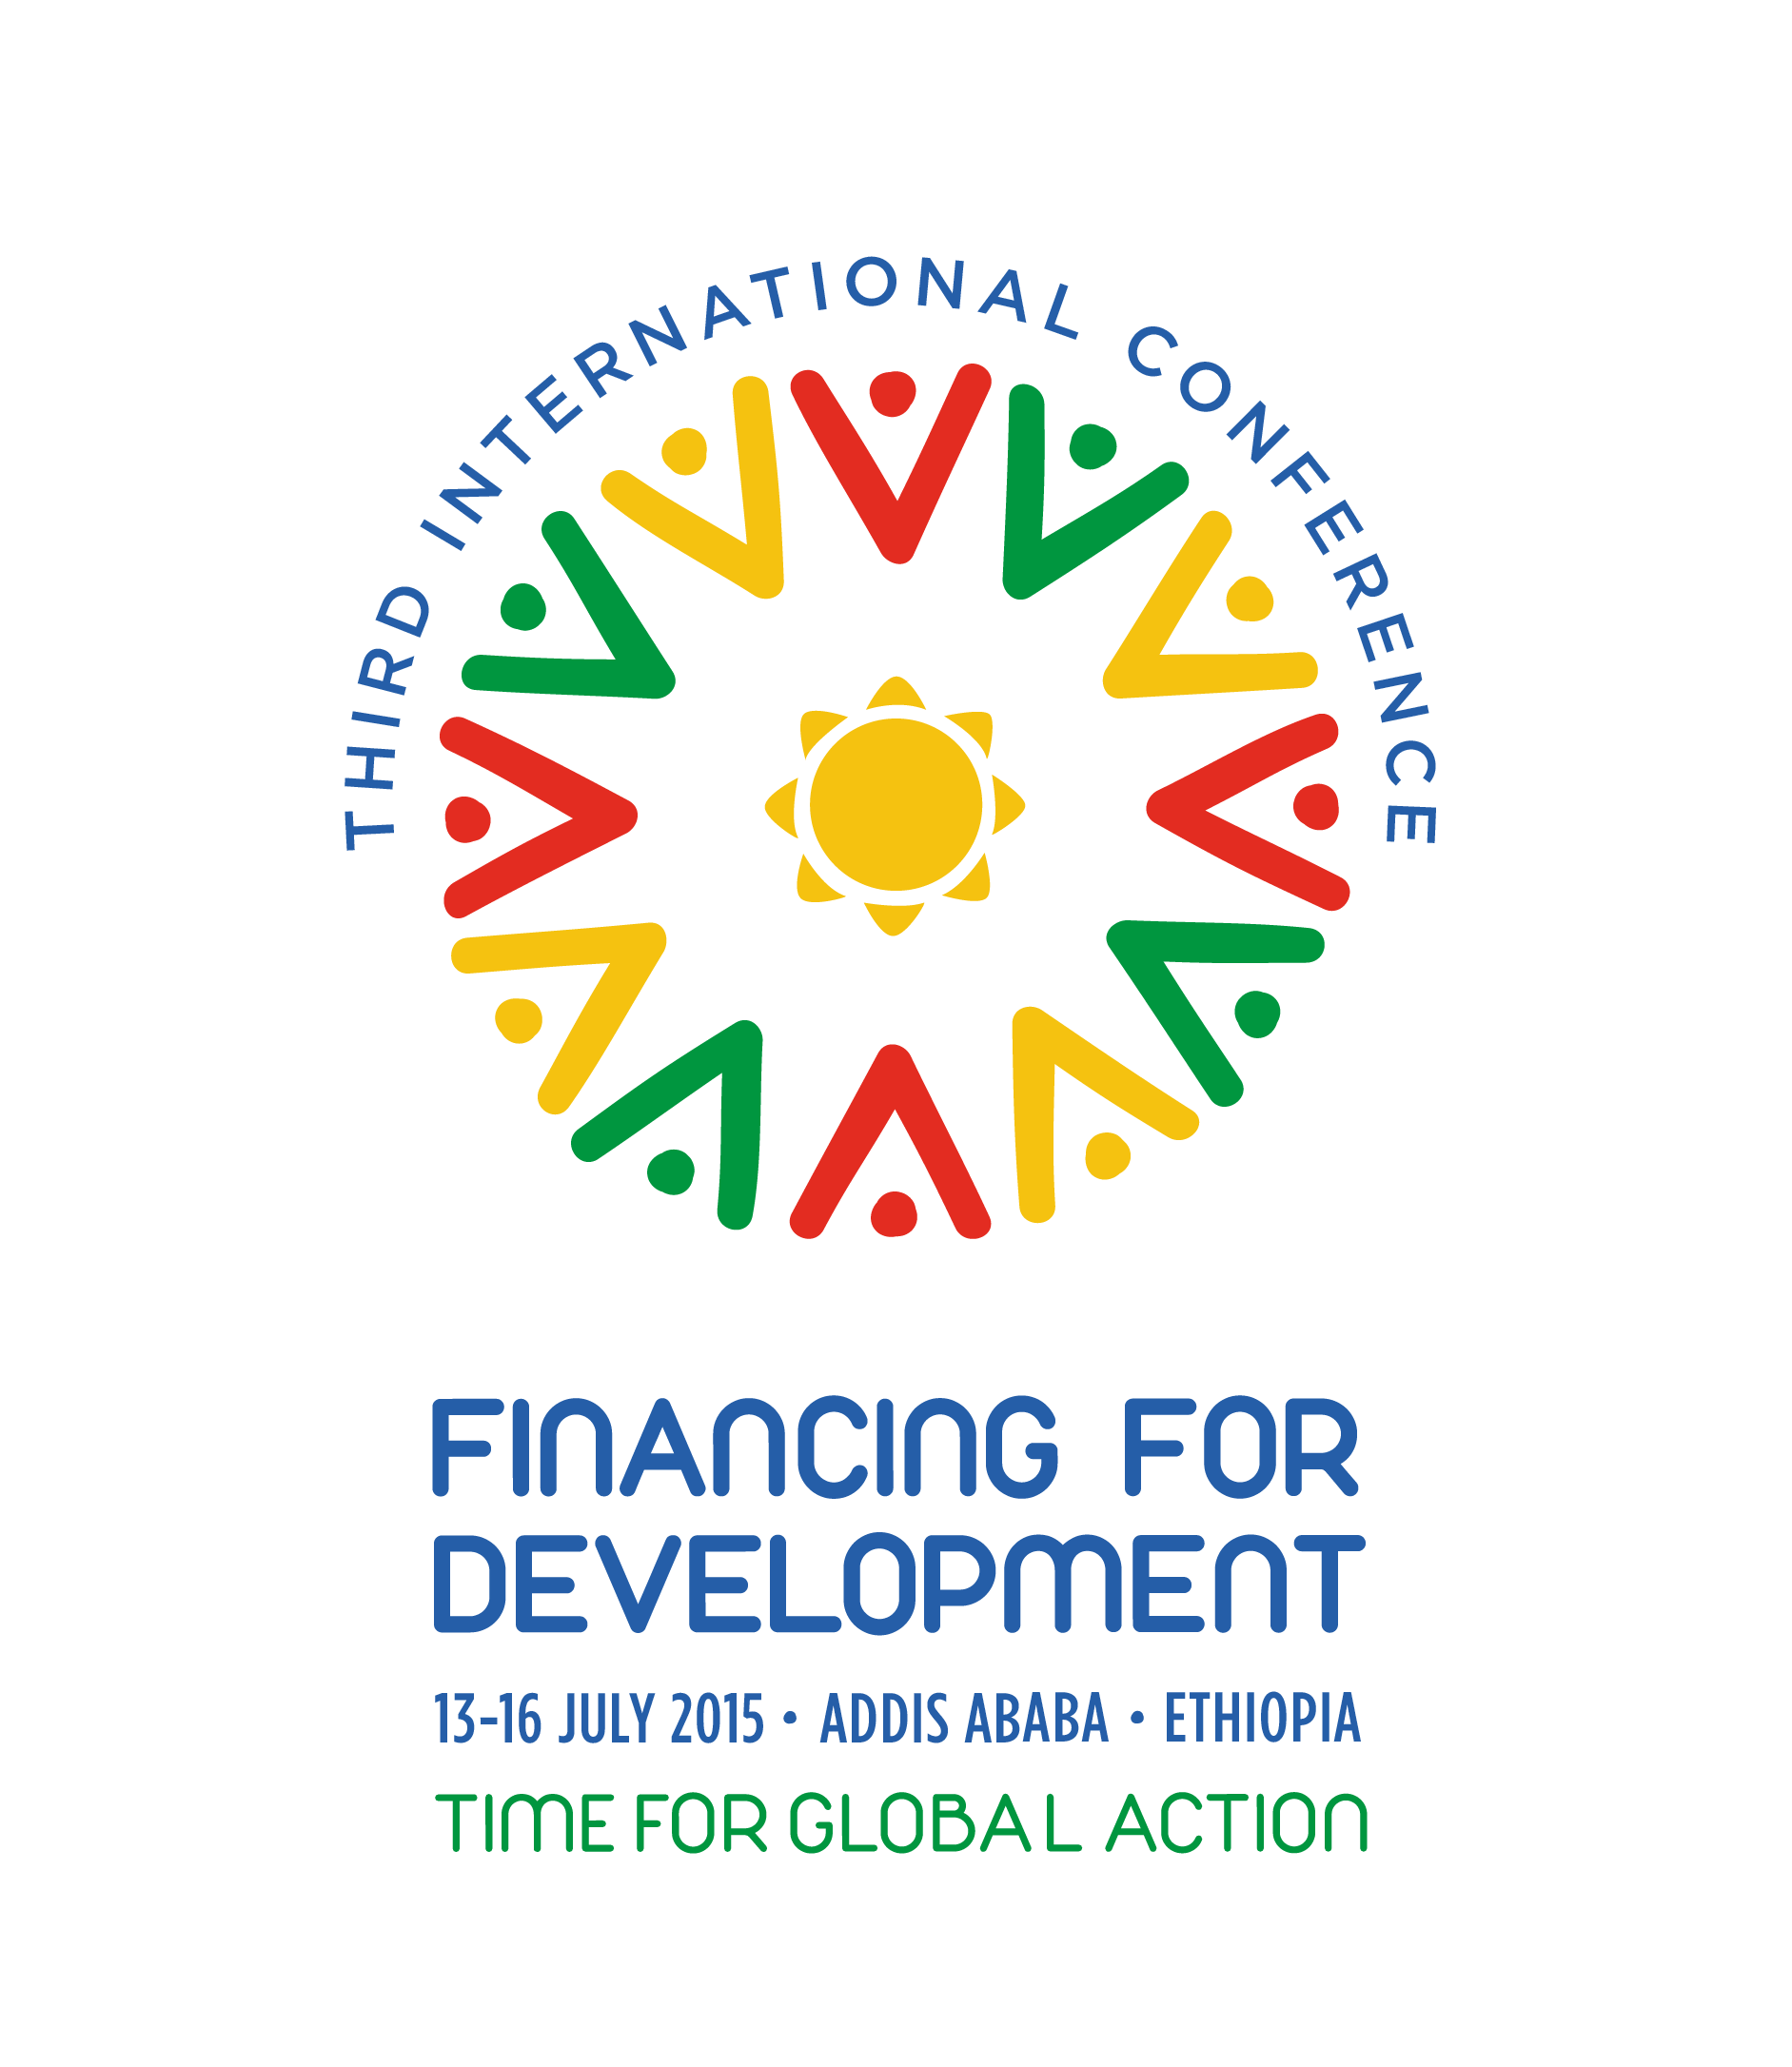 THIRD INTERNATIONAL CONFERENCE
FINANCING FOR
DEVELOPMENT
13-16 JULY 2015 • ADDIS ABABA • ETHIOPIA
TIME FOR GLOBAL ACTION